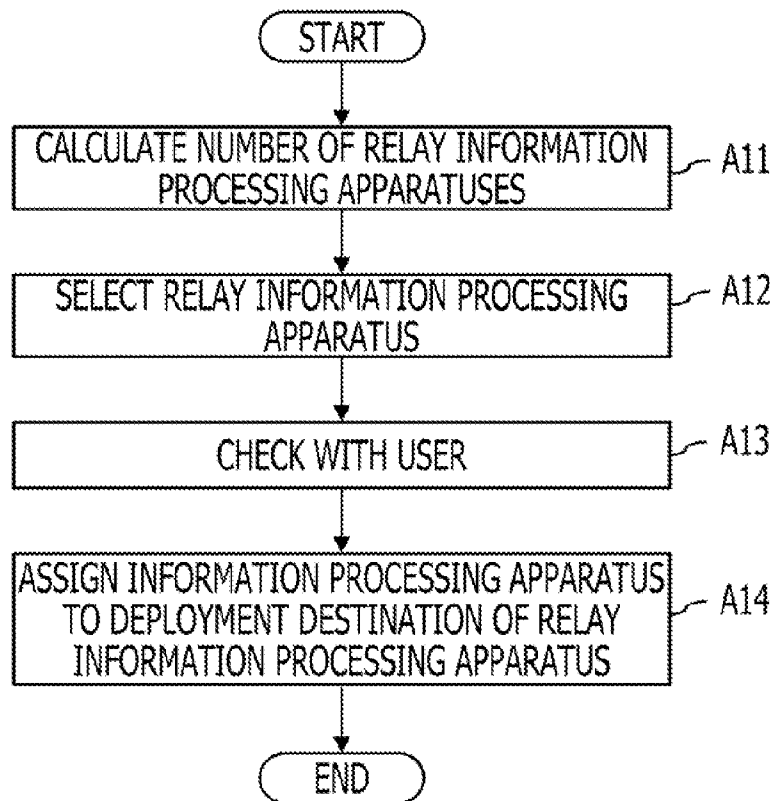 START
CALCULATE NUMBER OF RELAY INFORMATION
PROCESSING APPARATUSES
A11
SELECT RELAY INFORMATION PROCESSING
APPARATUS
A12
CHECK WITH USER
A13
ASSIGN INFORMATION PROCESSING APPARATUS
TO DEPLOYMENT DESTINATION OF RELAY
INFORMATION PROCESSING APPARATUS
A14
END